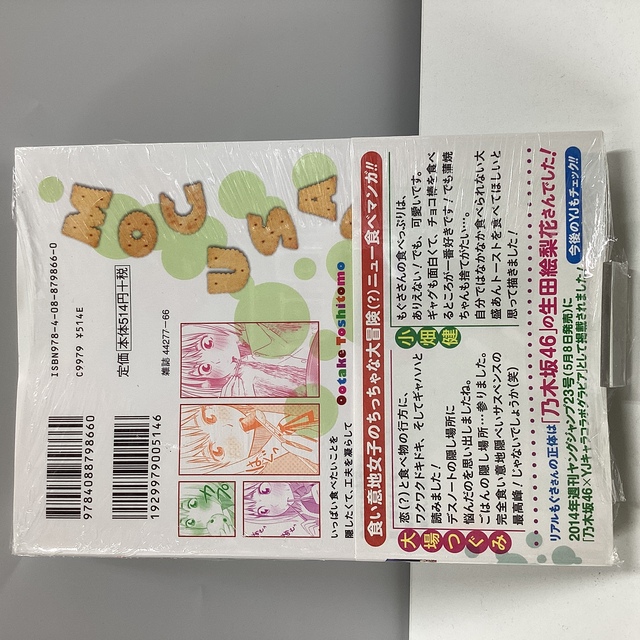 MOGUSA.
ISBN978-4-08-879866-0
C9979 ¥514E
定価 本体514円+税
雑誌 44277-66
9784088798660
1929979005146
Ootake Toshitomo
いっぱい食べたいことを
隠したくて、工夫を凝らして
食い意地女子のちっちゃな大冒険(?)ニュー食べマンガ!!
もぐささんの食べっぷりは、
ありえない!でも、可愛いです。
ギャグも面白くて、チョコ棒を食べ
るところが一番好きです!でも蒲焼
ちゃんも捨てがたい…。
自分ではなかなか食べられない大
盛あんトーストを食べてほしいと
思って描きました!
小畑健
恋(?)と食べ物の行方に、
ワクワクドキドキ、そしてギャハハと
読みました!
デスノートの隠し場所に
悩んだのを思い出しましたね。
ごはんの隠し場所…参りました。
完全食い意地隠ぺいサスペンスの
最高峰!じゃないでしょうか(笑)
大場つぐみ
リアルもぐささんの正体は「乃木坂46」の生田絵梨花さんでした!
2014年週刊ヤングジャンプ23号(5月8日発売)に
「乃木坂46×YJキャラコラボグラビア」として掲載されました!
今後のYJもチェック!!